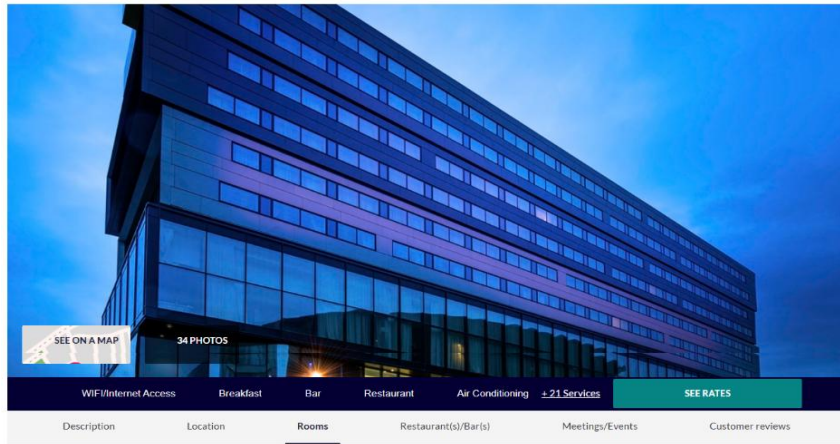 SEE ON A MAP
34 PHOTOS
WIFI/Internet Access Breakfast Bar Restaurant Air Conditioning + 21 Services SEE RATES
Description Location Rooms Restaurant(s)/Bar(s) Meetings/Events Customer reviews